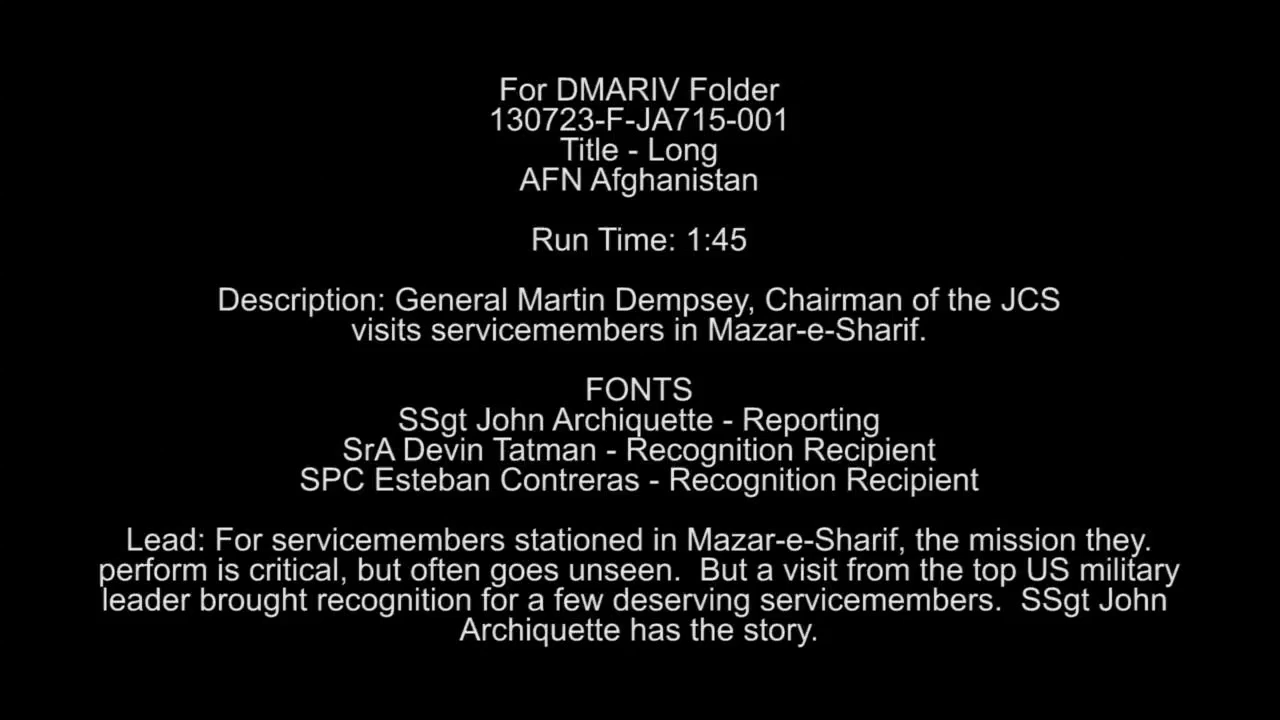 For DMARIV Folder
130723-F-JA715-001
Title - Long
AFN Afghanistan
Run Time: 1:45
Description: General Martin Dempsey, Chairman of the JCS
visits servicemembers in Mazar-e-Sharif.
FONTS
SSgt John Archiquette - Reporting
SrA Devin Tatman - Recognition Recipient
SPC Esteban Contreras - Recognition Recipient
Lead: For servicemembers stationed in Mazar-e-Sharif, the mission they.
perform is critical, but often goes unseen.  But a visit from the top US military
leader brought recognition for a few deserving servicemembers.  SSgt John
Archiquette has the story.